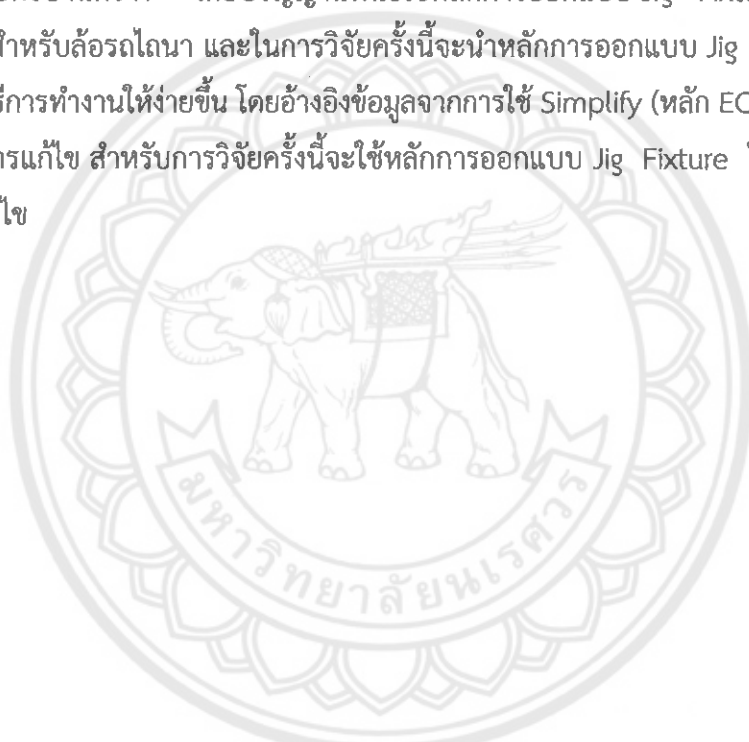 สำหรับล้อรถไถนา และในการวิจัยครั้งนี้จะนำหลักการออกแบบ Jig
ธีการทำงานให้ง่ายขึ้น โดยอ้างอิงข้อมูลจากการใช้ Simplify (หลัก EC
ารแก้ไข สำหรับการวิจัยครั้งนี้จะใช้หลักการออกแบบ Jig Fixture
ไข
มหาวิทยาลัยนเรศวร